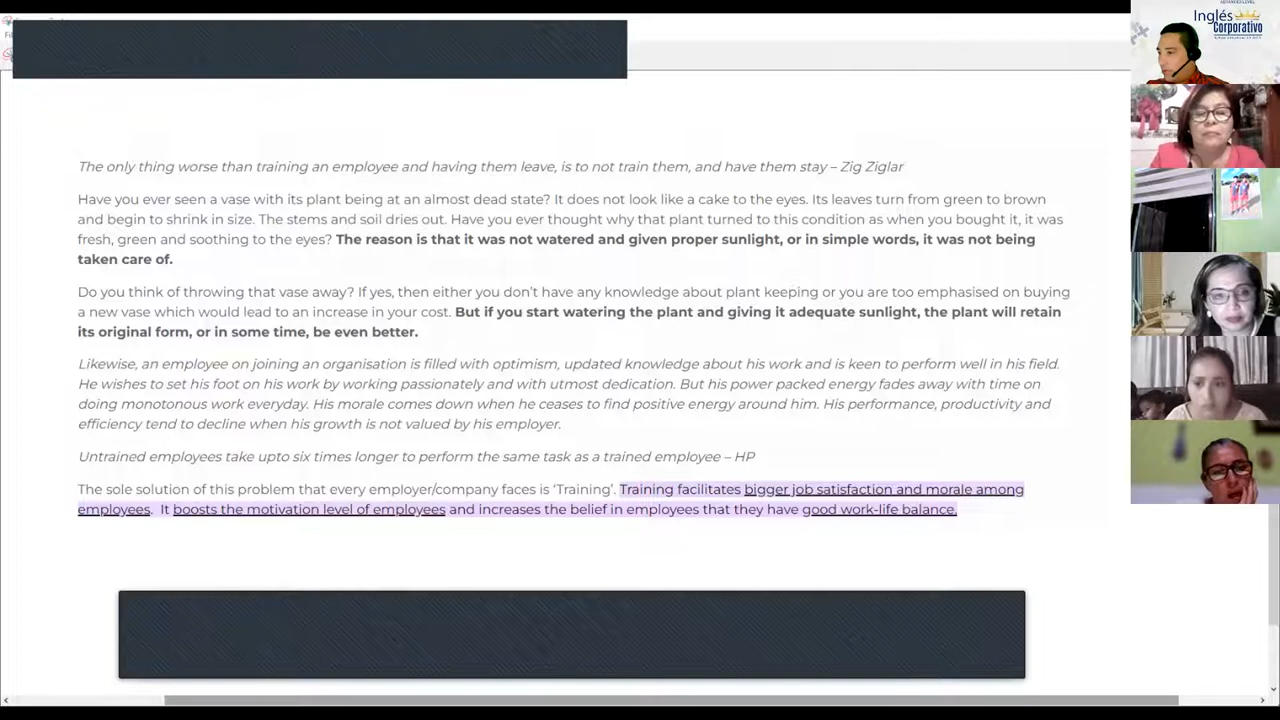 ADVANCED LEVEL
Inglés
Corporativo
The only thing worse than training an employee and having them leave, is to not train them, and have them stay – Zig Ziglar
Have you ever seen a vase with its plant being at an almost dead state? It does not look like a cake to the eyes. Its leaves turn from green to brown
and begin to shrink in size. The stems and soil dries out. Have you ever thought why that plant turned to this condition as when you bought it, it was
fresh, green and soothing to the eyes? The reason is that it was not watered and given proper sunlight, or in simple words, it was not being
taken care of.
Do you think of throwing that vase away? If yes, then either you don't have any knowledge about plant keeping or you are too emphasised on buying
a new vase which would lead to an increase in your cost. But if you start watering the plant and giving it adequate sunlight, the plant will retain
its original form, or in some time, be even better.
Likewise, an employee on joining an organisation is filled with optimism, updated knowledge about his work and is keen to perform well in his field.
He wishes to set his foot on his work by working passionately and with utmost dedication. But his power packed energy fades away with time on
doing monotonous work everyday. His morale comes down when he ceases to find positive energy around him. His performance, productivity and
efficiency tend to decline when his growth is not valued by his employer.
Untrained employees take upto six times longer to perform the same task as a trained employee – HP
The sole solution of this problem that every employer/company faces is ‘Training’. Training facilitates bigger job satisfaction and morale among
employees.  It boosts the motivation level of employees and increases the belief in employees that they have good work-life balance.